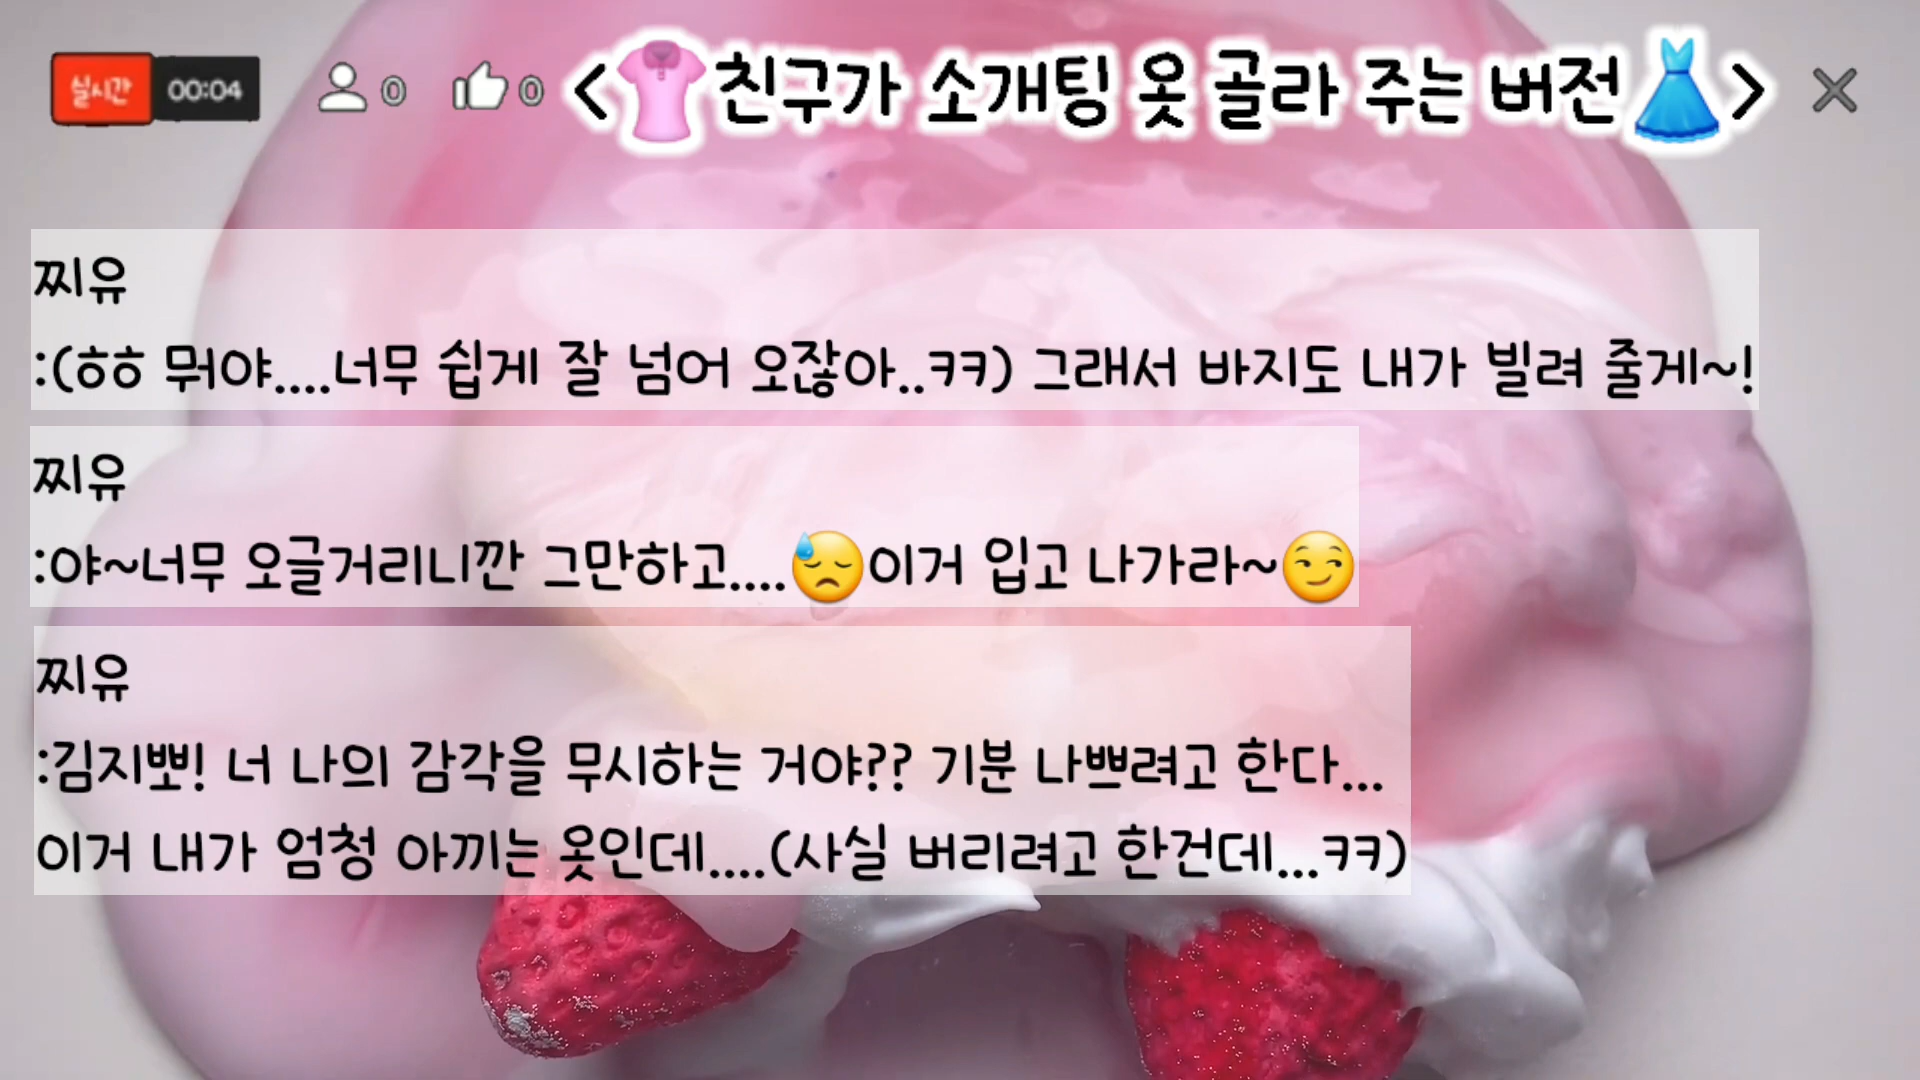 실시간 00:04 0 0 <👚친구가 소개팅 옷 골라 주는 버전👗>
찌유
:(ㅎㅎ 뭐야....너무 쉽게 잘 넘어 오잖아..ㅋㅋ) 그래서 바지도 내가 빌려 줄게~!
찌유
:야~너무 오글거리니깐 그만하고....😓이거 입고 나가라~😏
찌유
:김지뽀! 너 나의 감각을 무시하는 거야?? 기분 나쁘려고 한다...
이거 내가 엄청 아끼는 옷인데....(사실 버리려고 한건데...ㅋㅋ)